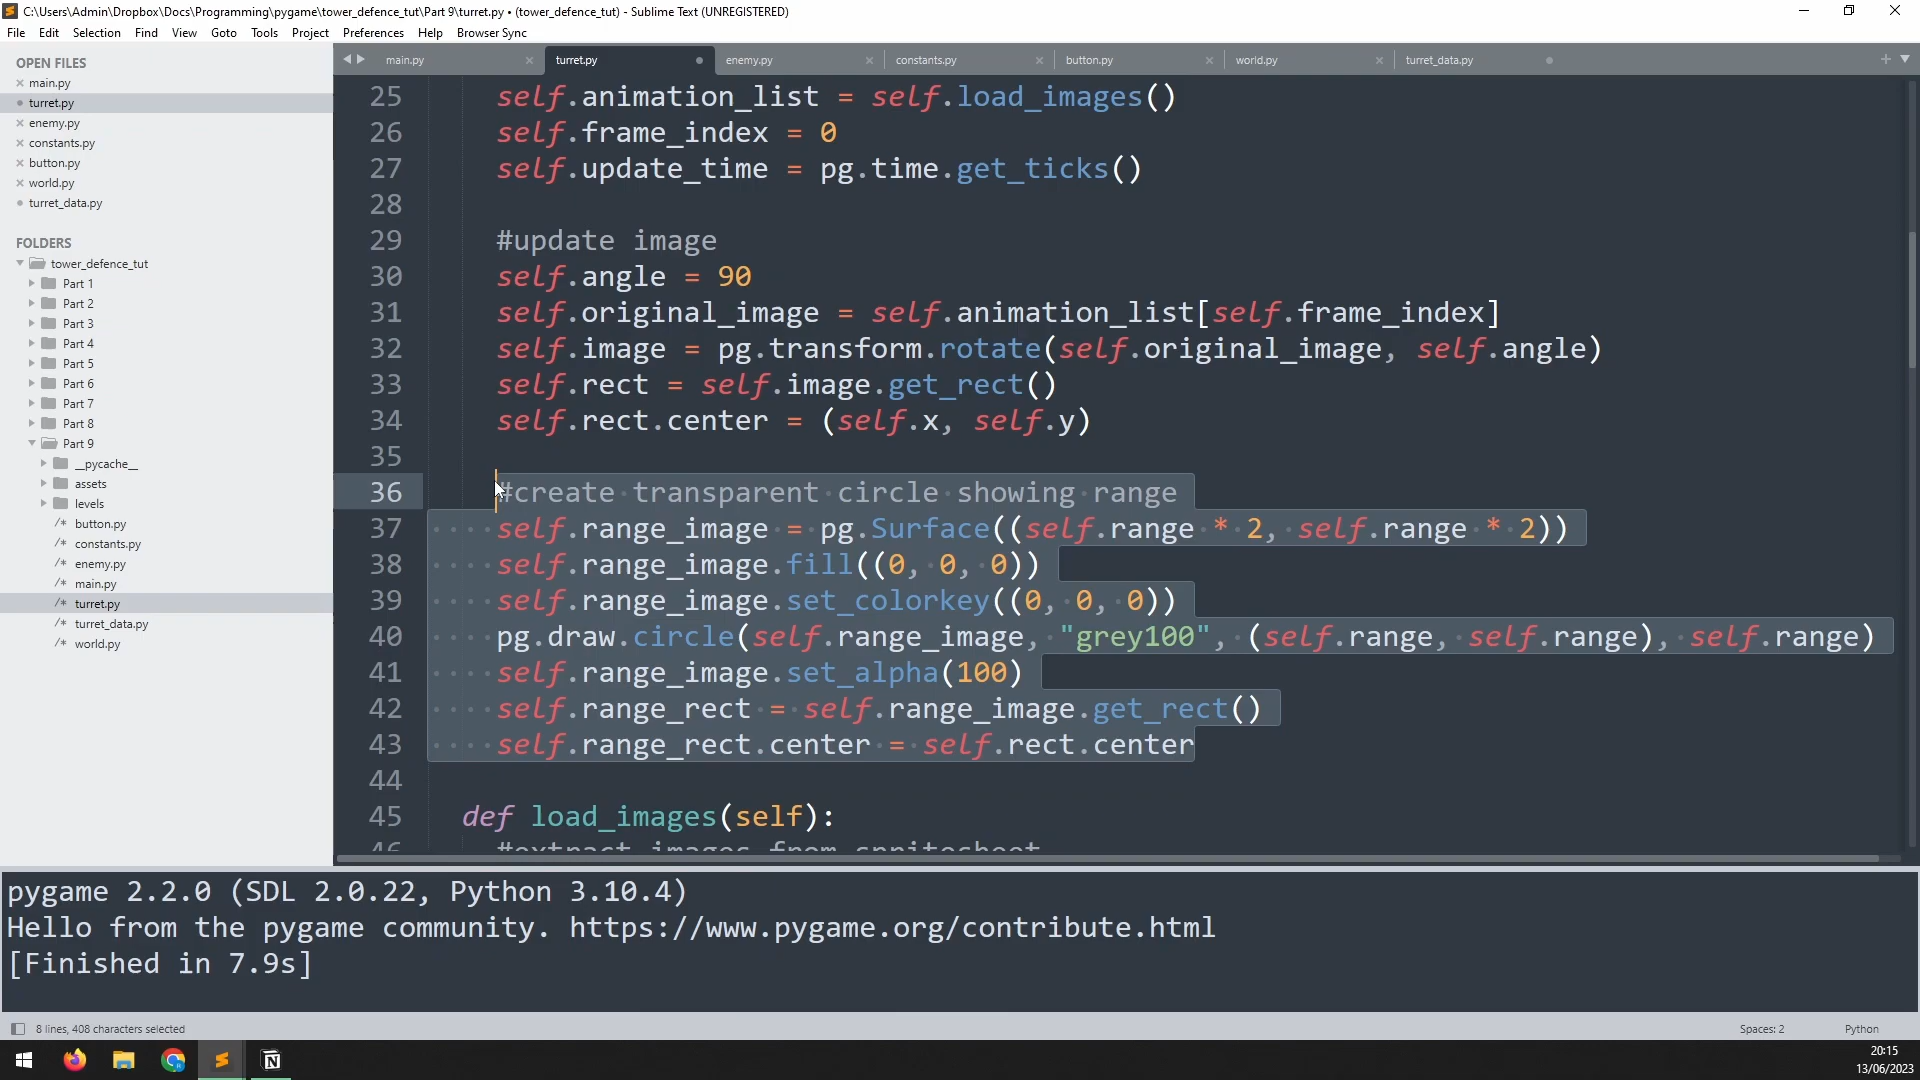 C:\Users\Admin\Dropbox\Docs\Programming\pygame\tower_defence_tut\Part 9\turret.py • (tower_defence_tut) - Sublime Text (UNREGISTERED)
File Edit Selection Find View Goto Tools Project Preferences Help Browser Sync
OPEN FILES
main.py
turret.py
enemy.py
constants.py
button.py
world.py
turret_data.py
FOLDERS
tower_defence_tut
Part 1
Part 2
Part 3
Part 4
Part 5
Part 6
Part 7
Part 8
Part 9
__pycache__
assets
levels
/* button.py
/* constants.py
/* enemy.py
/* main.py
/* turret.py
/* turret_data.py
/* world.py
main.py turret.py enemy.py constants.py button.py world.py turret_data.py
25 self.animation_list = self.load_images()
26 self.frame_index = 0
27 self.update_time = pg.time.get_ticks()
28
29 #update image
30 self.angle = 90
31 self.original_image = self.animation_list[self.frame_index]
32 self.image = pg.transform.rotate(self.original_image, self.angle)
33 self.rect = self.image.get_rect()
34 self.rect.center = (self.x, self.y)
35
36 #create transparent circle showing range
37 self.range_image = pg.Surface((self.range * 2, self.range * 2))
38 self.range_image.fill((0, 0, 0))
39 self.range_image.set_colorkey((0, 0, 0))
40 pg.draw.circle(self.range_image, "grey100", (self.range, self.range), self.range)
41 self.range_image.set_alpha(100)
42 self.range_rect = self.range_image.get_rect()
43 self.range_rect.center = self.rect.center
44
45 def load_images(self):
46 #extract images from spritesheet
pygame 2.2.0 (SDL 2.0.22, Python 3.10.4)
Hello from the pygame community. https://www.pygame.org/contribute.html
[Finished in 7.9s]
8 lines, 408 characters selected
Spaces: 2
Python
20:15
13/06/2023